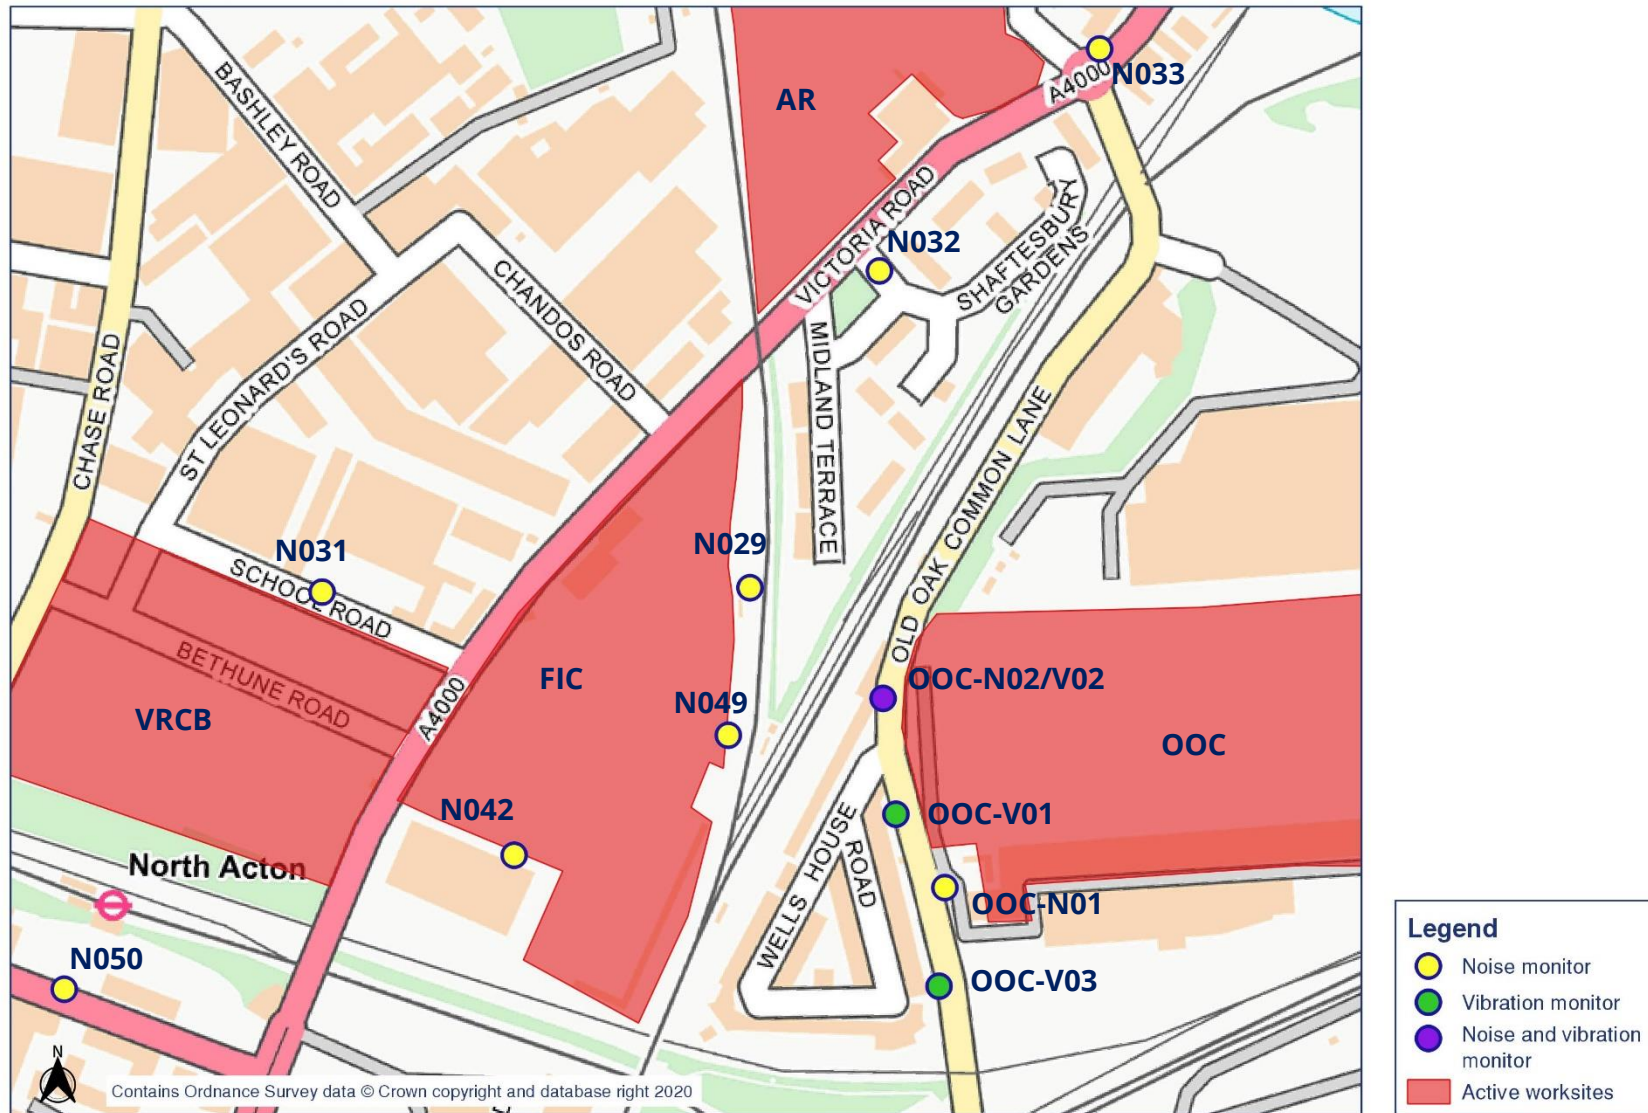 AR
A4000
N033
BASHLEY ROAD
VICTORIA ROAD
N032
SHAFTESBURY
GARDENS
CHANDOS ROAD
ST LEONARD'S ROAD
CHASE ROAD
MIDLAND TERRACE
OLD OAK COMMON LANE
N031
SCHOOL ROAD
N029
BETHUNE ROAD
VRCB
A4000
FIC
N049
OOC-N02/V02
OOC
N042
OOC-V01
WELLS HOUSE
ROAD
North Acton
OOC-N01
N050
OOC-V03
N
Contains Ordnance Survey data © Crown copyright and database right 2020
Legend
Noise monitor
Vibration monitor
Noise and vibration
monitor
Active worksites